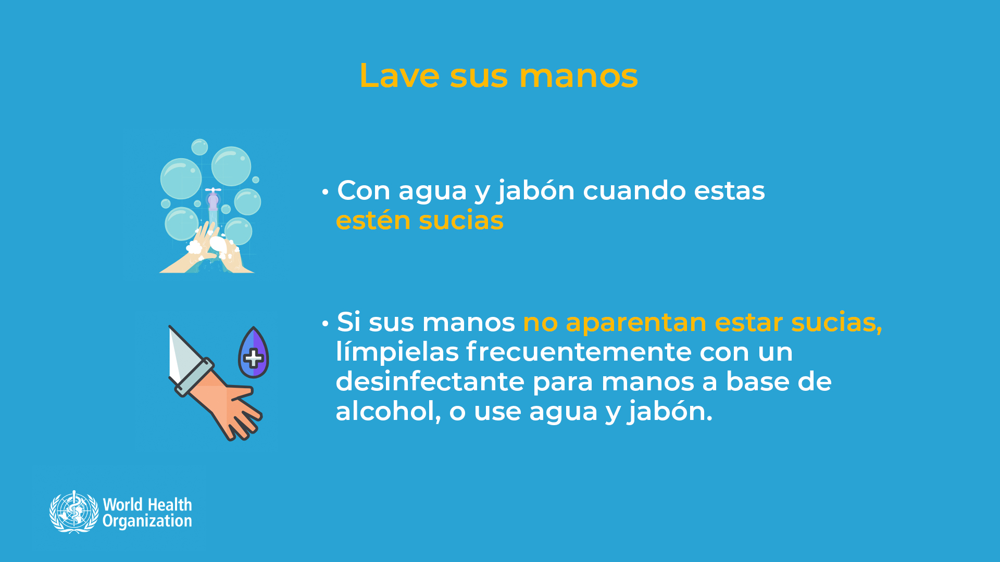 Lave sus manos
• Con agua y jabón cuando estas
estén sucias
• Si sus manos no aparentan estar sucias,
límpielas frecuentemente con un
desinfectante para manos a base de
alcohol, o use agua y jabón.
World Health
Organization